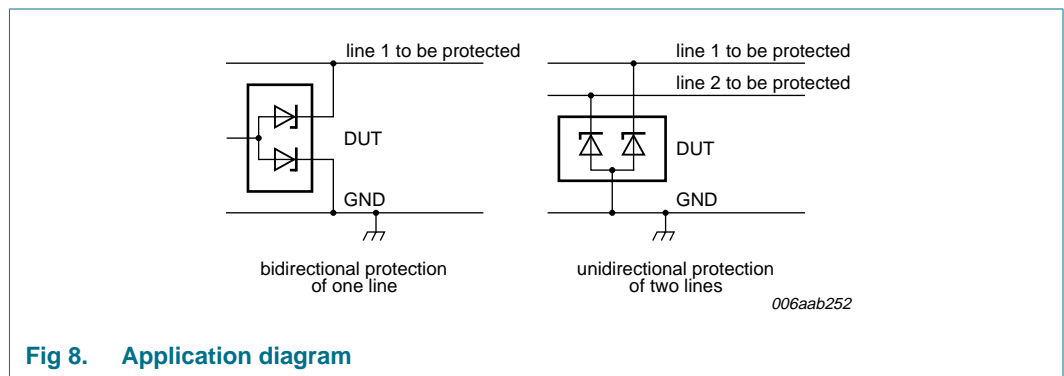 line 1 to be protected
DUT
GND
bidirectional protection
of one line
line 1 to be protected
line 2 to be protected
DUT
GND
unidirectional protection
of two lines
006aab252
Fig 8. Application diagram